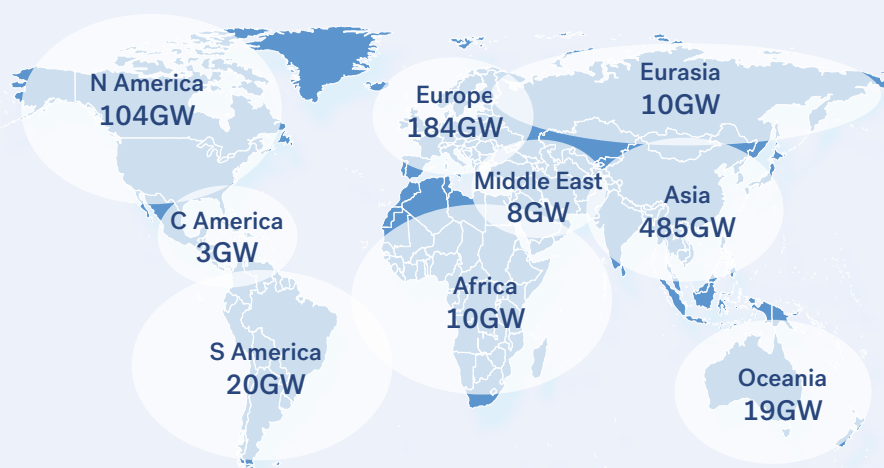 N America
104GW
Europe
184GW
Eurasia
10GW
Middle East
8GW
Asia
485GW
C America
3GW
Africa
10GW
S America
20GW
Oceania
19GW